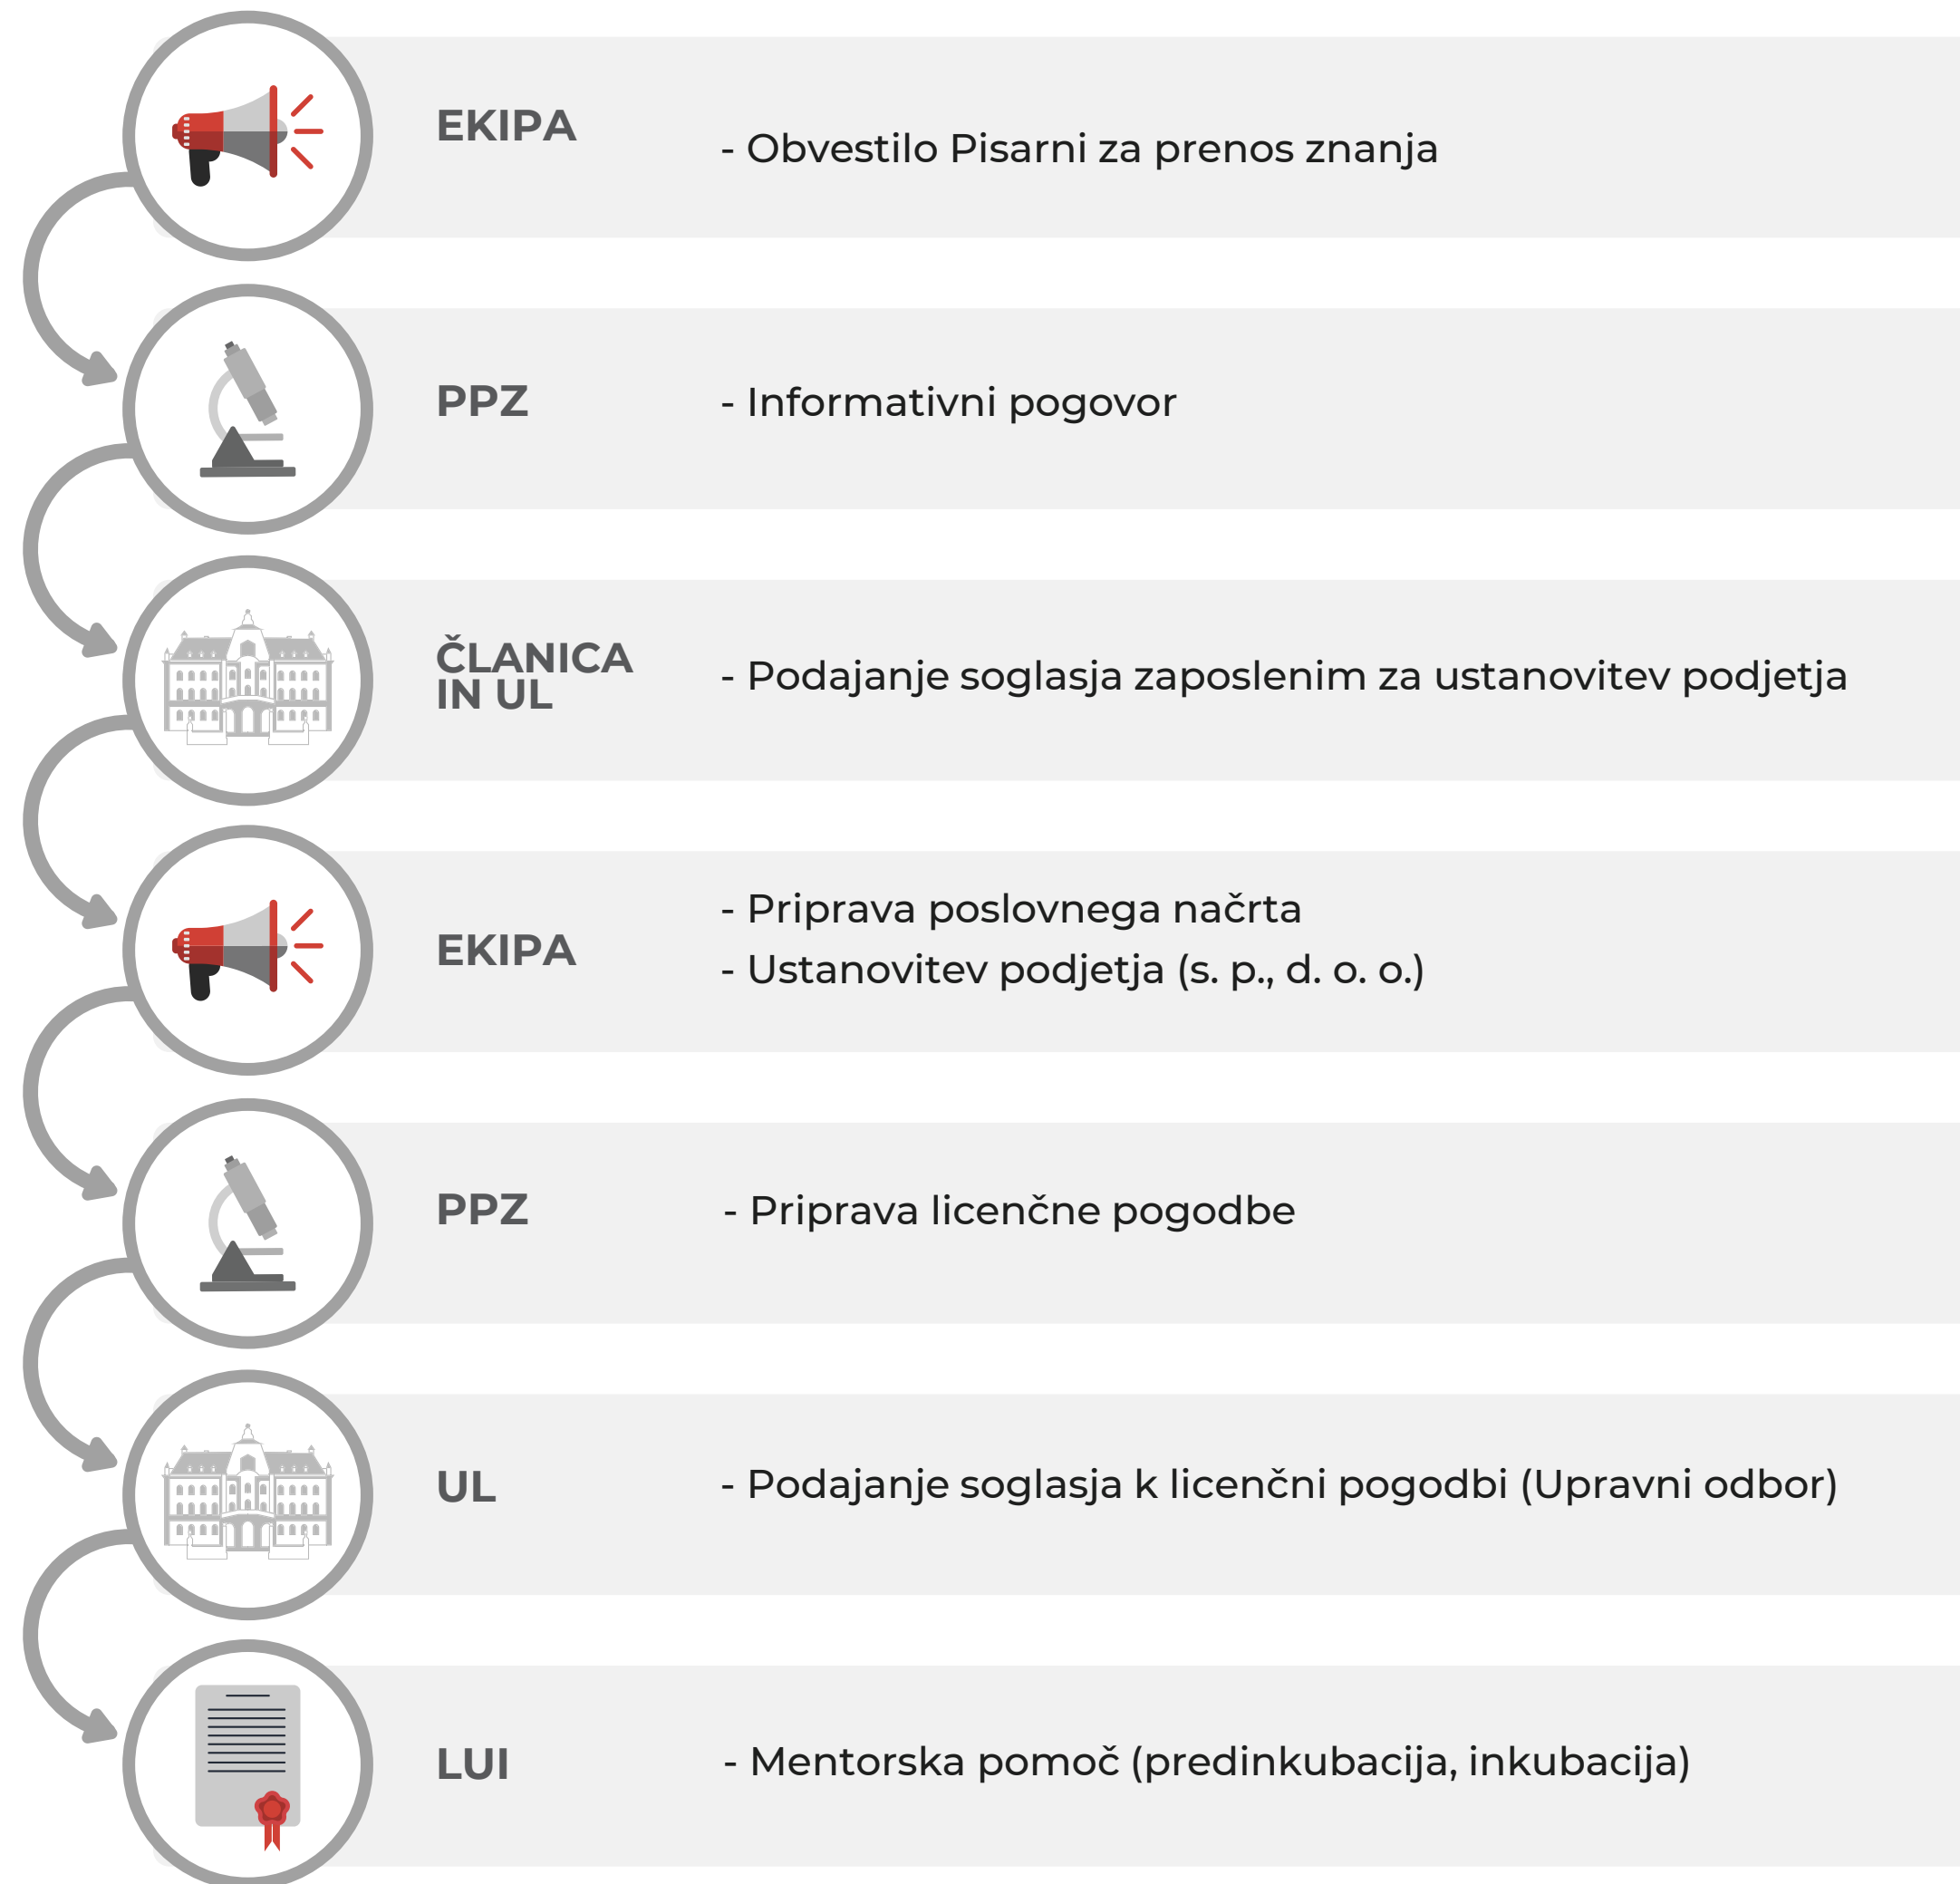 EKIPA
- Obvestilo Pisarni za prenos znanja
PPZ
- Informativni pogovor
ČLANICA
IN UL
- Podajanje soglasja zaposlenim za ustanovitev podjetja
EKIPA
- Priprava poslovnega načrta
- Ustanovitev podjetja (s. p., d. o. o.)
PPZ
- Priprava licenčne pogodbe
UL
- Podajanje soglasja k licenčni pogodbi (Upravni odbor)
LUI
- Mentorska pomoč (predinkubacija, inkubacija)